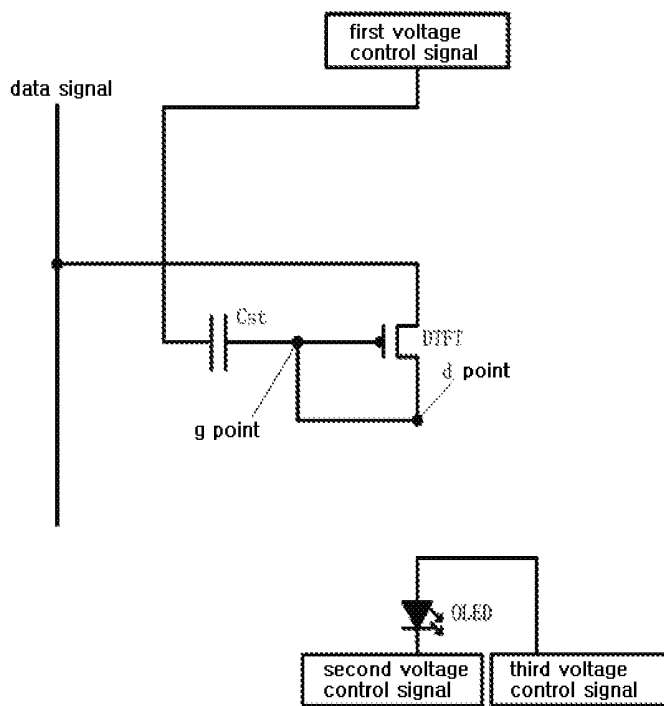 first voltage
control signal
data signal
Cst
DTFT
d point
g point
OLED
second voltage
control signal
third voltage
control signal